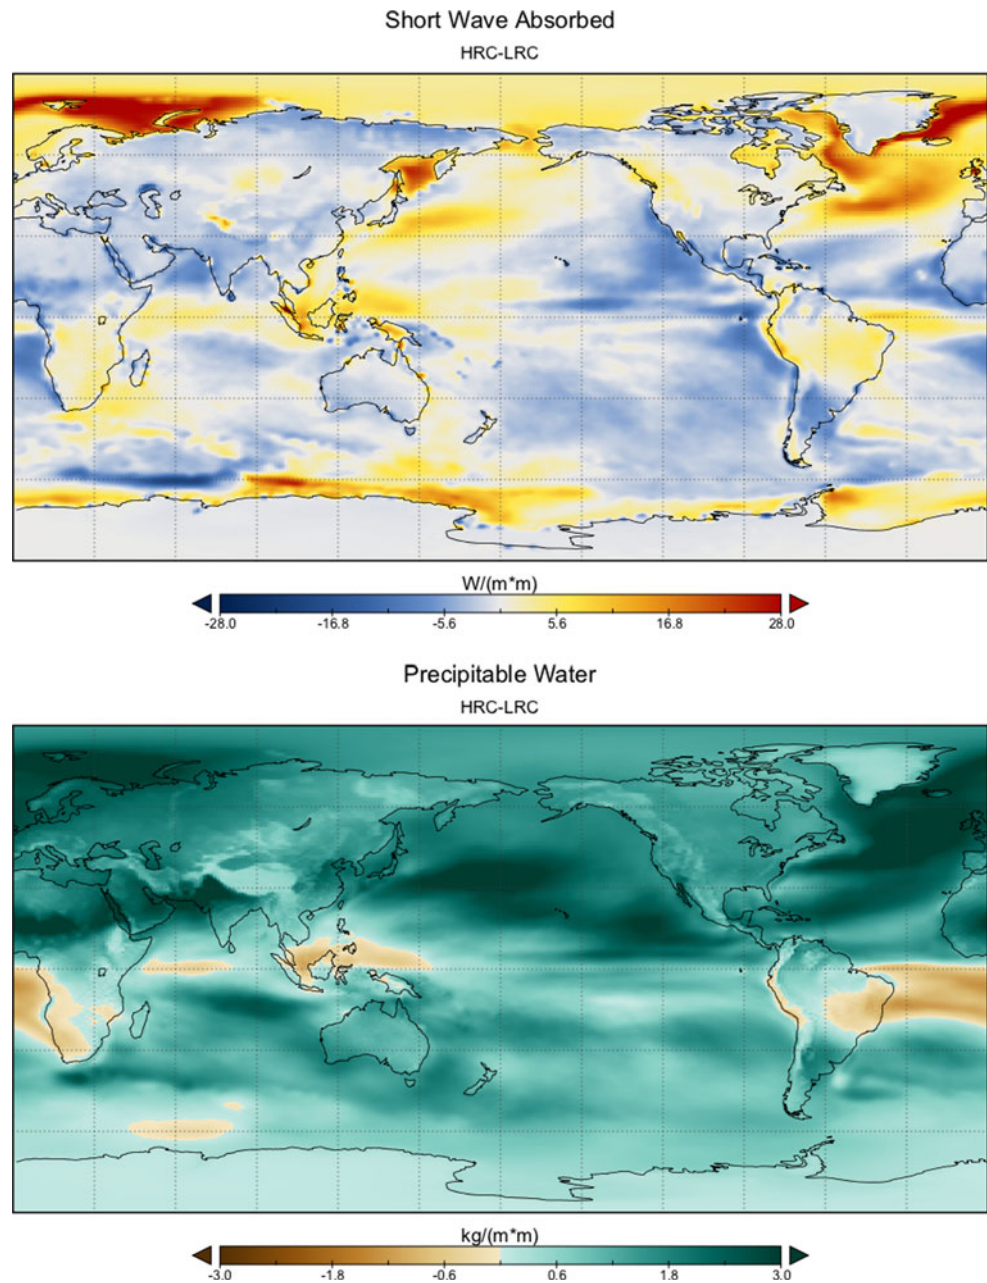 Short Wave Absorbed
HRC-LRC
W/(m*m)
-28.0 -16.8 -5.6 5.6 16.8 28.0
Precipitable Water
HRC-LRC
kg/(m*m)
-3.0 -1.8 -0.6 0.6 1.8 3.0